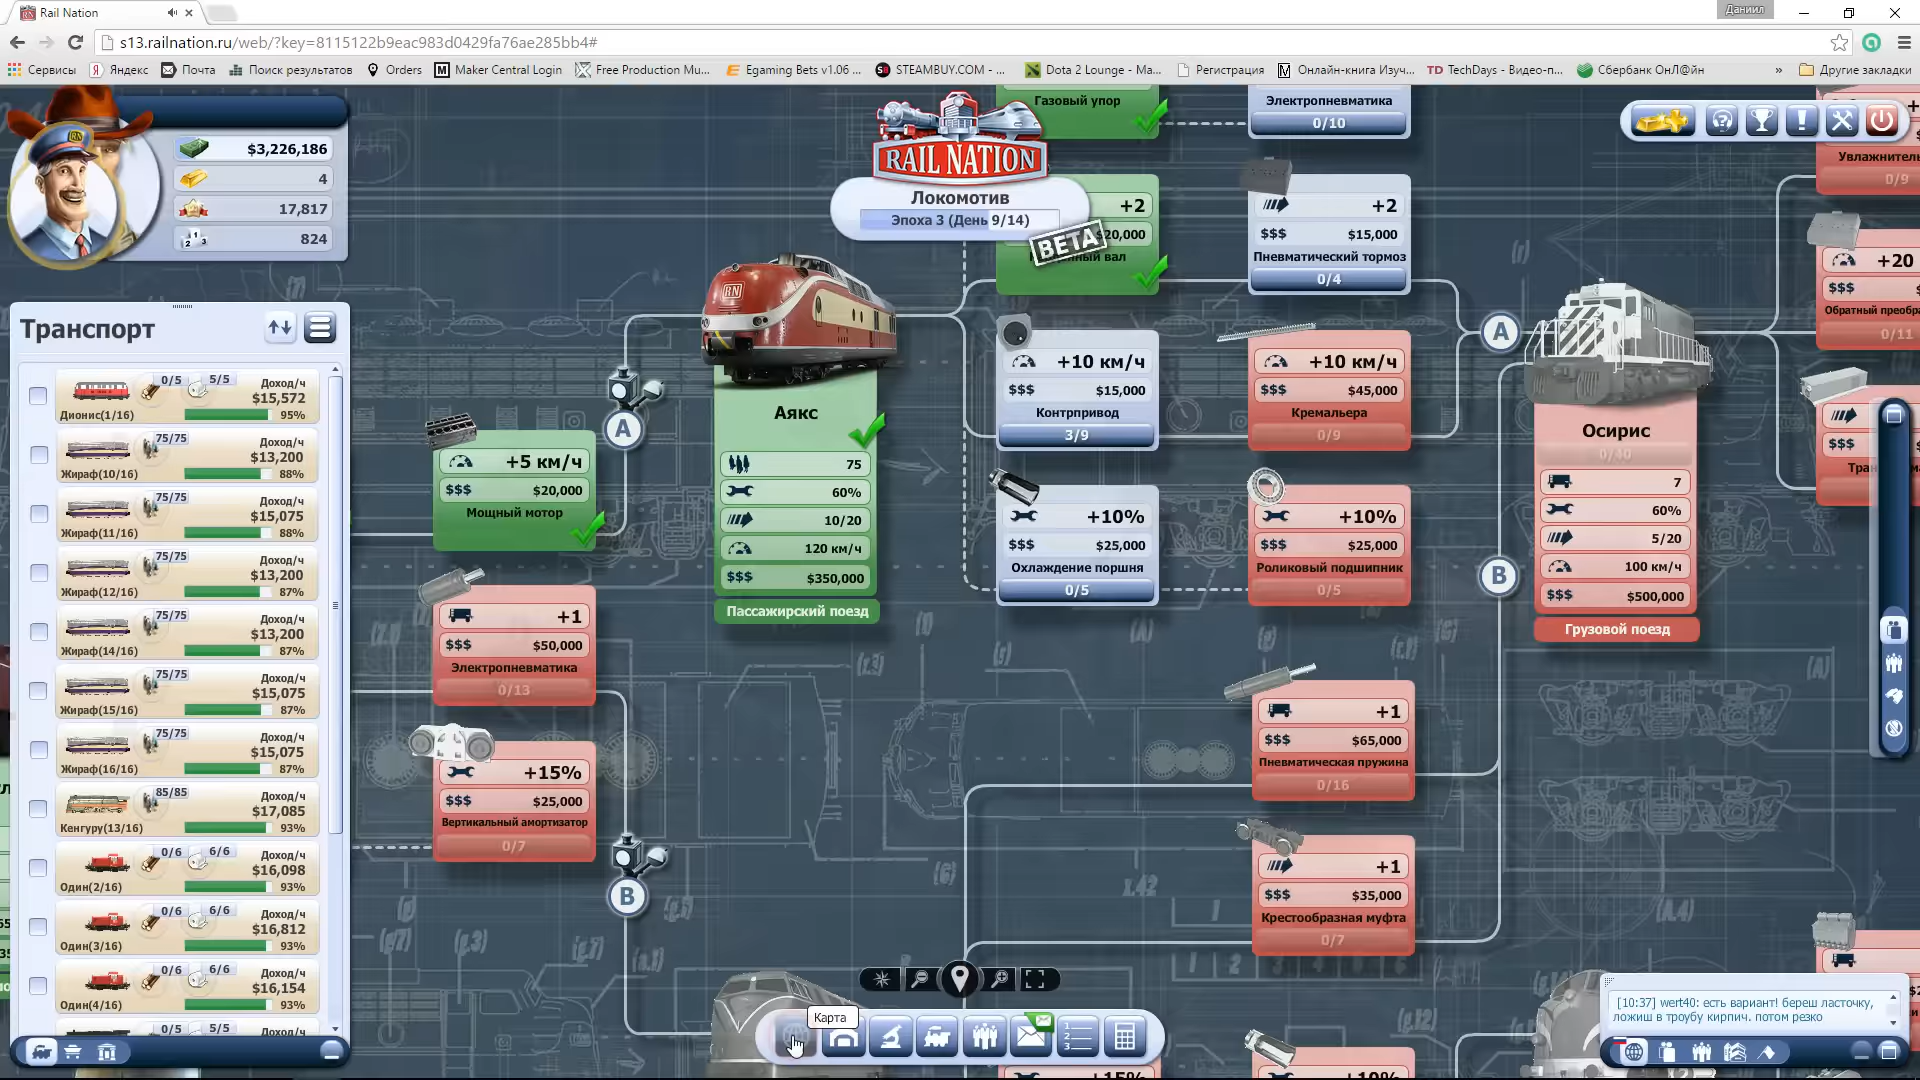 Rail Nation
Даниил
s13.railnation.ru/web/?key=8115122b9eac983d0429fa76ae285bb4#
Сервисы
Яндекс
Почта
Поиск результатов
Orders
Maker Central Login
Free Production Mu...
Egaming Bets v1.06 ...
STEAMBUY.COM - ...
Dota 2 Lounge - Ma...
Регистрация
Онлайн-книга Изуч...
TechDays - Видео-п...
Сбербанк ОнЛ@йн
»
Другие закладки
$3,226,186
4
17,817
824
RAIL NATION
Локомотив
Эпоха 3 (День 9/14)
BETA
Транспорт
0/5 5/5 Доход/ч
$15,572
Дионис(1/16) 95%
75/75 Доход/ч
$13,200
Жираф(10/16) 88%
75/75 Доход/ч
$15,075
Жираф(11/16) 88%
75/75 Доход/ч
$13,200
Жираф(12/16) 87%
75/75 Доход/ч
$13,200
Жираф(14/16) 87%
75/75 Доход/ч
$15,075
Жираф(15/16) 87%
75/75 Доход/ч
$15,075
Жираф(16/16) 87%
85/85 Доход/ч
$17,085
Кенгуру(13/16) 93%
0/6 6/6 Доход/ч
$16,098
Один(2/16) 93%
0/6 6/6 Доход/ч
$16,812
Один(3/16) 93%
0/6 6/6 Доход/ч
$16,154
Один(4/16) 93%
0/5 5/5 Доход/ч
+5 км/ч
$$$ $20,000
Мощный мотор
+1
$$$ $50,000
Электропневматика
0/13
+15%
$$$ $25,000
Вертикальный амортизатор
0/7
A
B
RN
Аякс
75
60%
10/20
120 км/ч
$$$ $350,000
Пассажирский поезд
Газовый упор
Электропневматика
0/10
+2
$20,000
вал
+2
$$$ $15,000
Пневматический тормоз
0/4
+10 км/ч
$$$ $15,000
Контрпривод
3/9
+10 км/ч
$$$ $45,000
Кремальера
0/9
+10%
$$$ $25,000
Охлаждение поршня
0/5
+10%
$$$ $25,000
Роликовый подшипник
0/5
+1
$$$ $65,000
Пневматическая пружина
0/16
+1
$$$ $35,000
Крестообразная муфта
0/7
A
B
Осирис
0/40
7
60%
5/20
100 км/ч
$$$ $500,000
Грузовой поезд
Увлажнитель
0/9
+20
$$$
Обратный преобра
0/11
$$$
Карта
+15%
+10%
[10:37] wert40: есть вариант! береш ласточку,
ложиш в троубу кирпич. потом резко